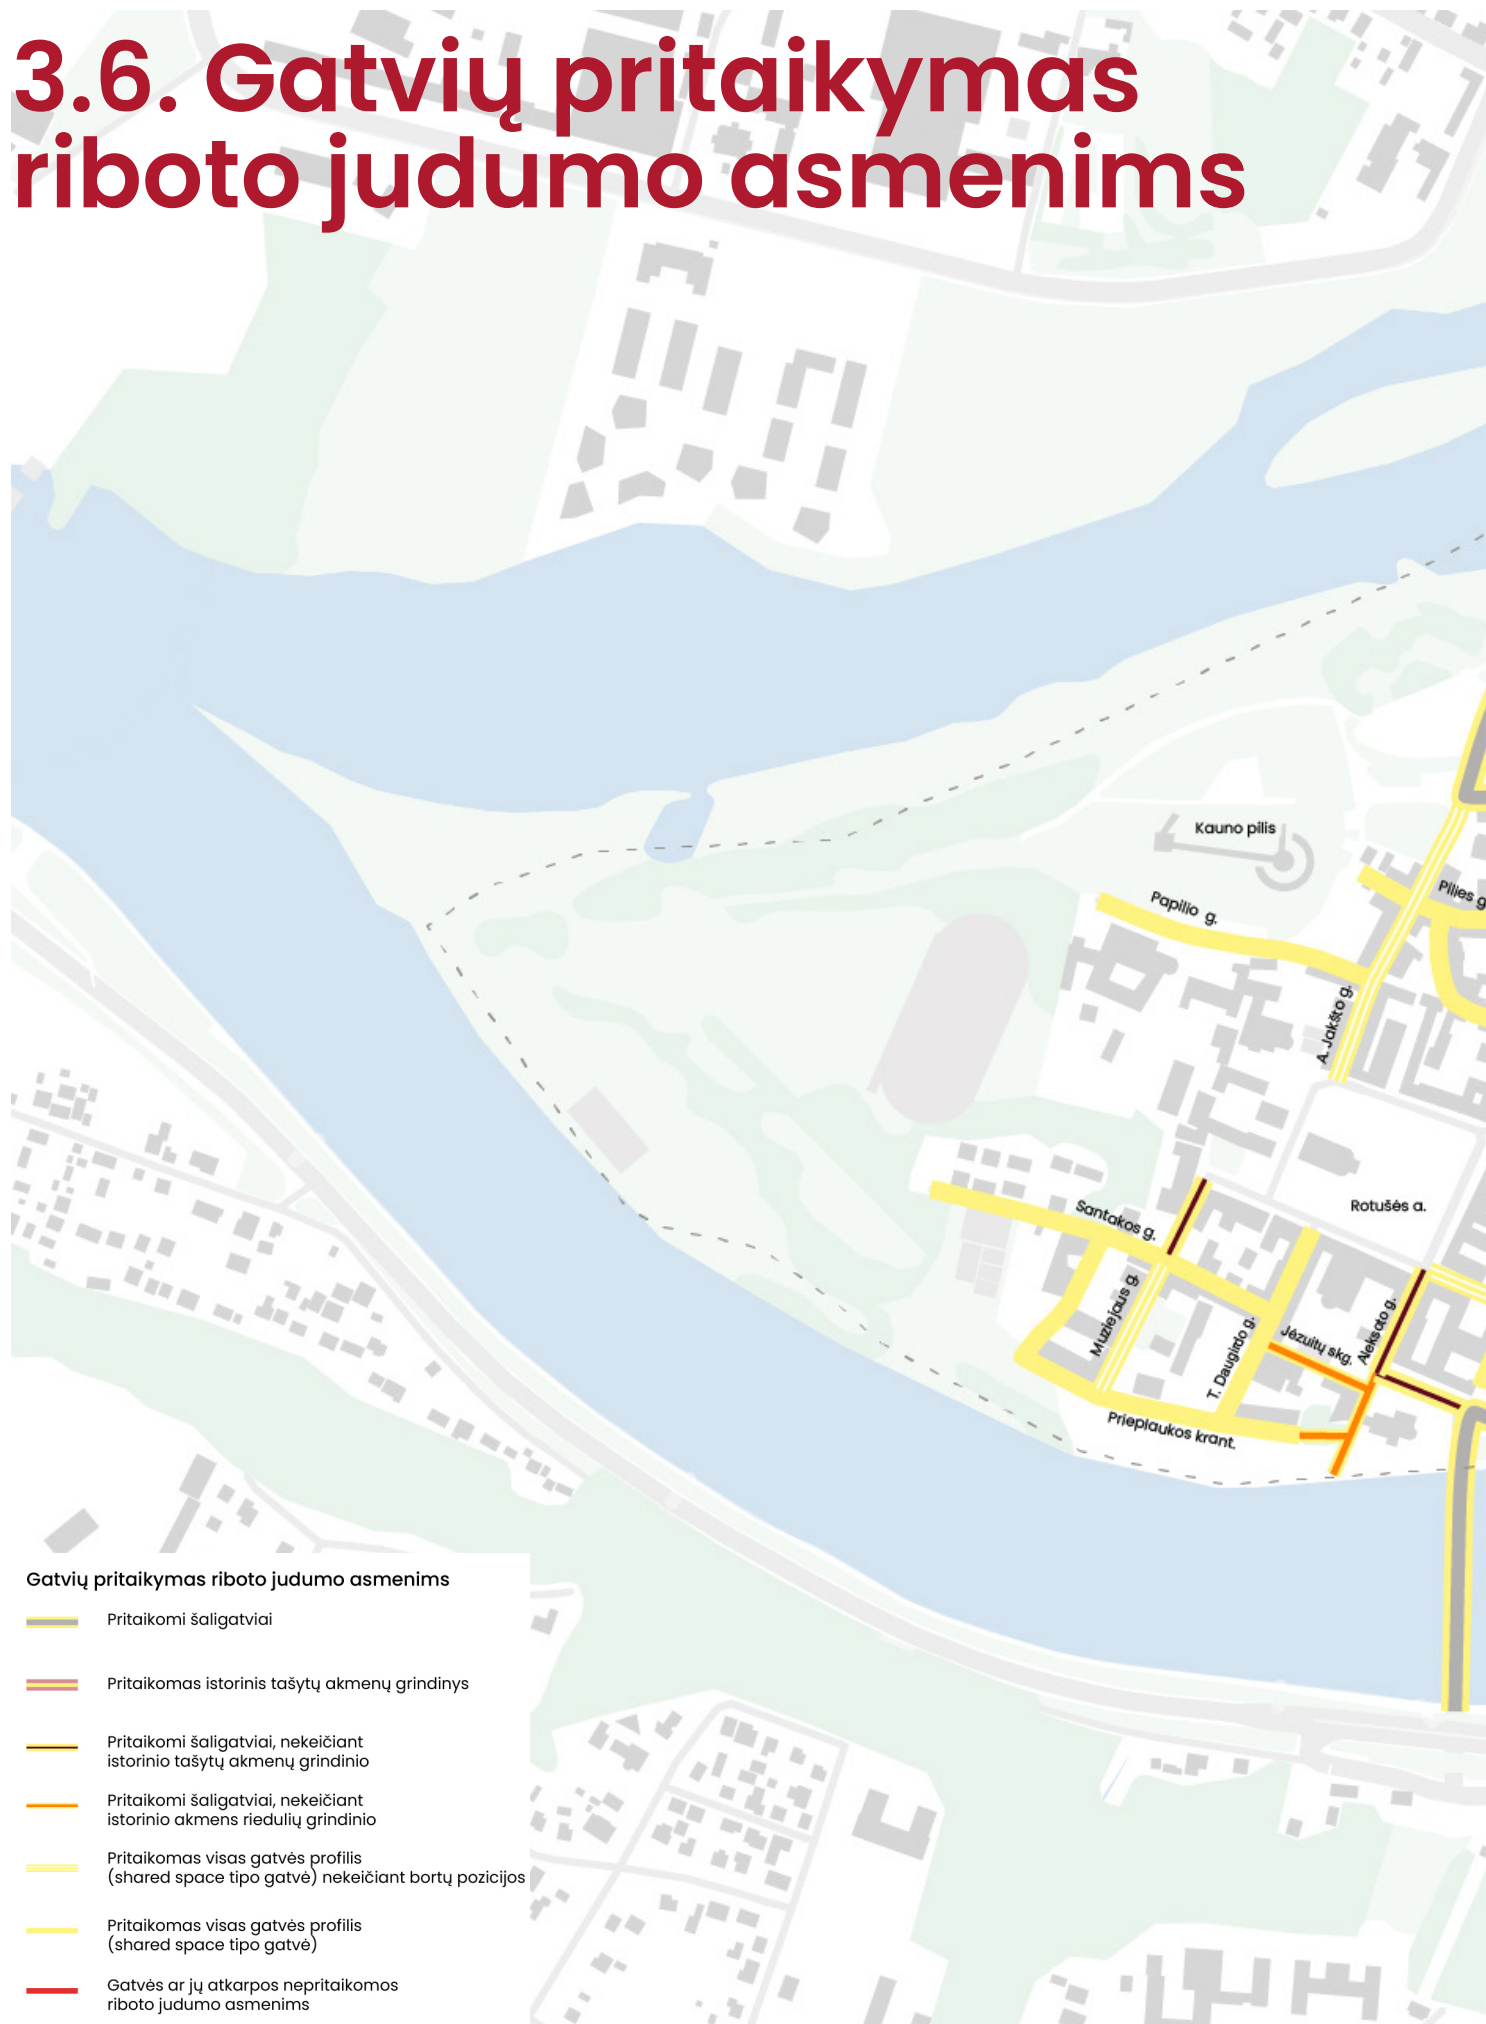 3.6. Gatvių pritaikymas
riboto judumo asmenims
Kauno pilis
Pilies g
Papilio g.
A. Jakšto g.
Rotušės a.
Santakos g.
Muziejaus g.
T. Daugirdo g.
Jėzuitų skg.
Aleksoto g.
Prieplaukos krant.
Gatvių pritaikymas riboto judumo asmenims
Pritaikomi šaligatviai
Pritaikomas istorinis tašytų akmenų grindinys
Pritaikomi šaligatviai, nekeičiant
istorinio tašytų akmenų grindinio
Pritaikomi šaligatviai, nekeičiant
istorinio akmens riedulių grindinio
Pritaikomas visas gatvės profilis
(shared space tipo gatvė) nekeičiant bortų pozicijos
Pritaikomas visas gatvės profilis
(shared space tipo gatvė)
Gatvės ar jų atkarpos nepritaikomos
riboto judumo asmenims